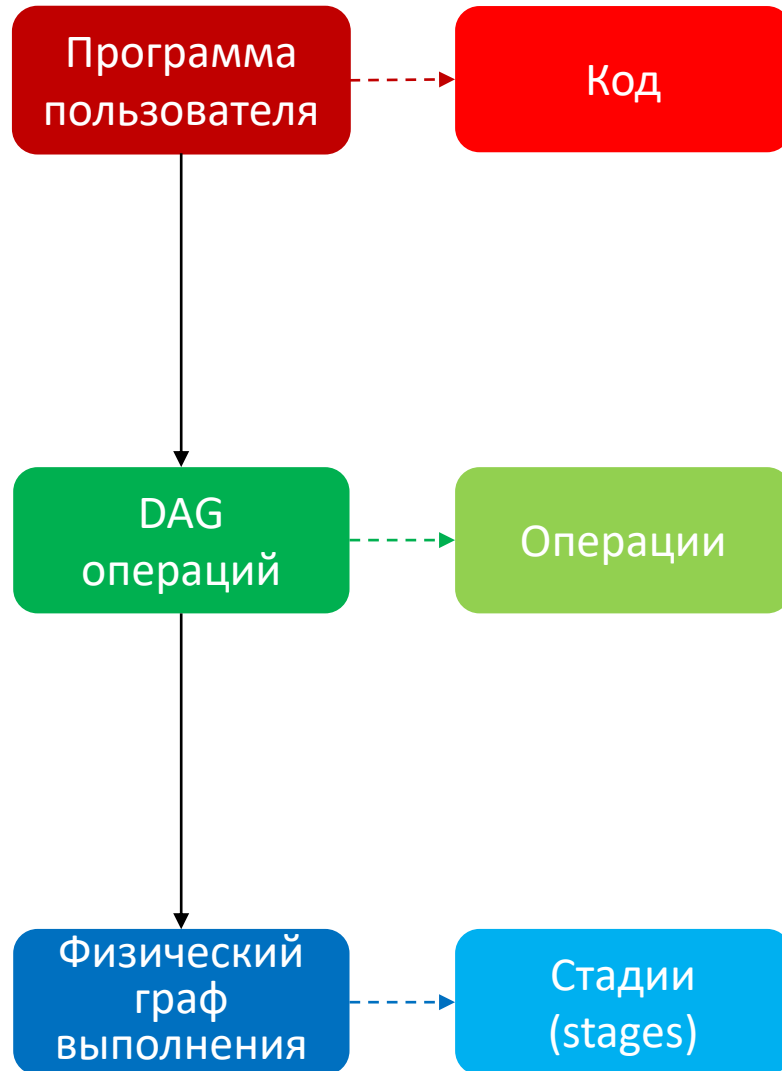 Программа
пользователя
Код
DAG
операций
Операции
Физический
граф
выполнения
Стадии
(stages)